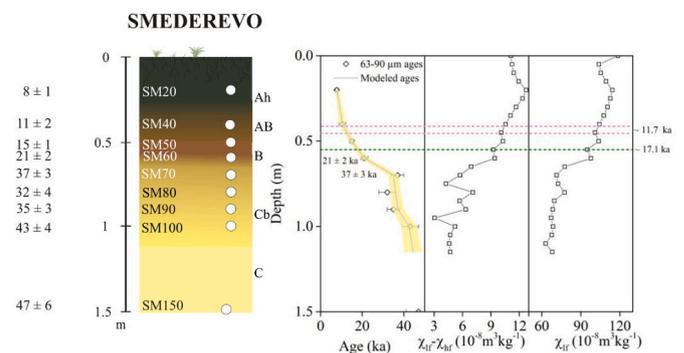 SMEDEREVO
0
8 ± 1
SM20
Ah
11 ± 2
SM40
AB
0.5
15 ± 1
SM50
21 ± 2
SM60
B
37 ± 3
SM70
32 ± 4
SM80
35 ± 3
SM90
Cb
1
43 ± 4
SM100
C
47 ± 6
SM150
1.5
m
Depth (m)
0.0
0.5
1.0
1.5
63-90 µm ages
Modeled ages
21 ± 2 ka
37 ± 3 ka
~ 11.7 ka
~ 17.1 ka
0 20 40
Age (ka)
3 6 9 12
χlf-χhf (10-8m3kg-1)
60 90 120
χlf (10-8m3kg-1)